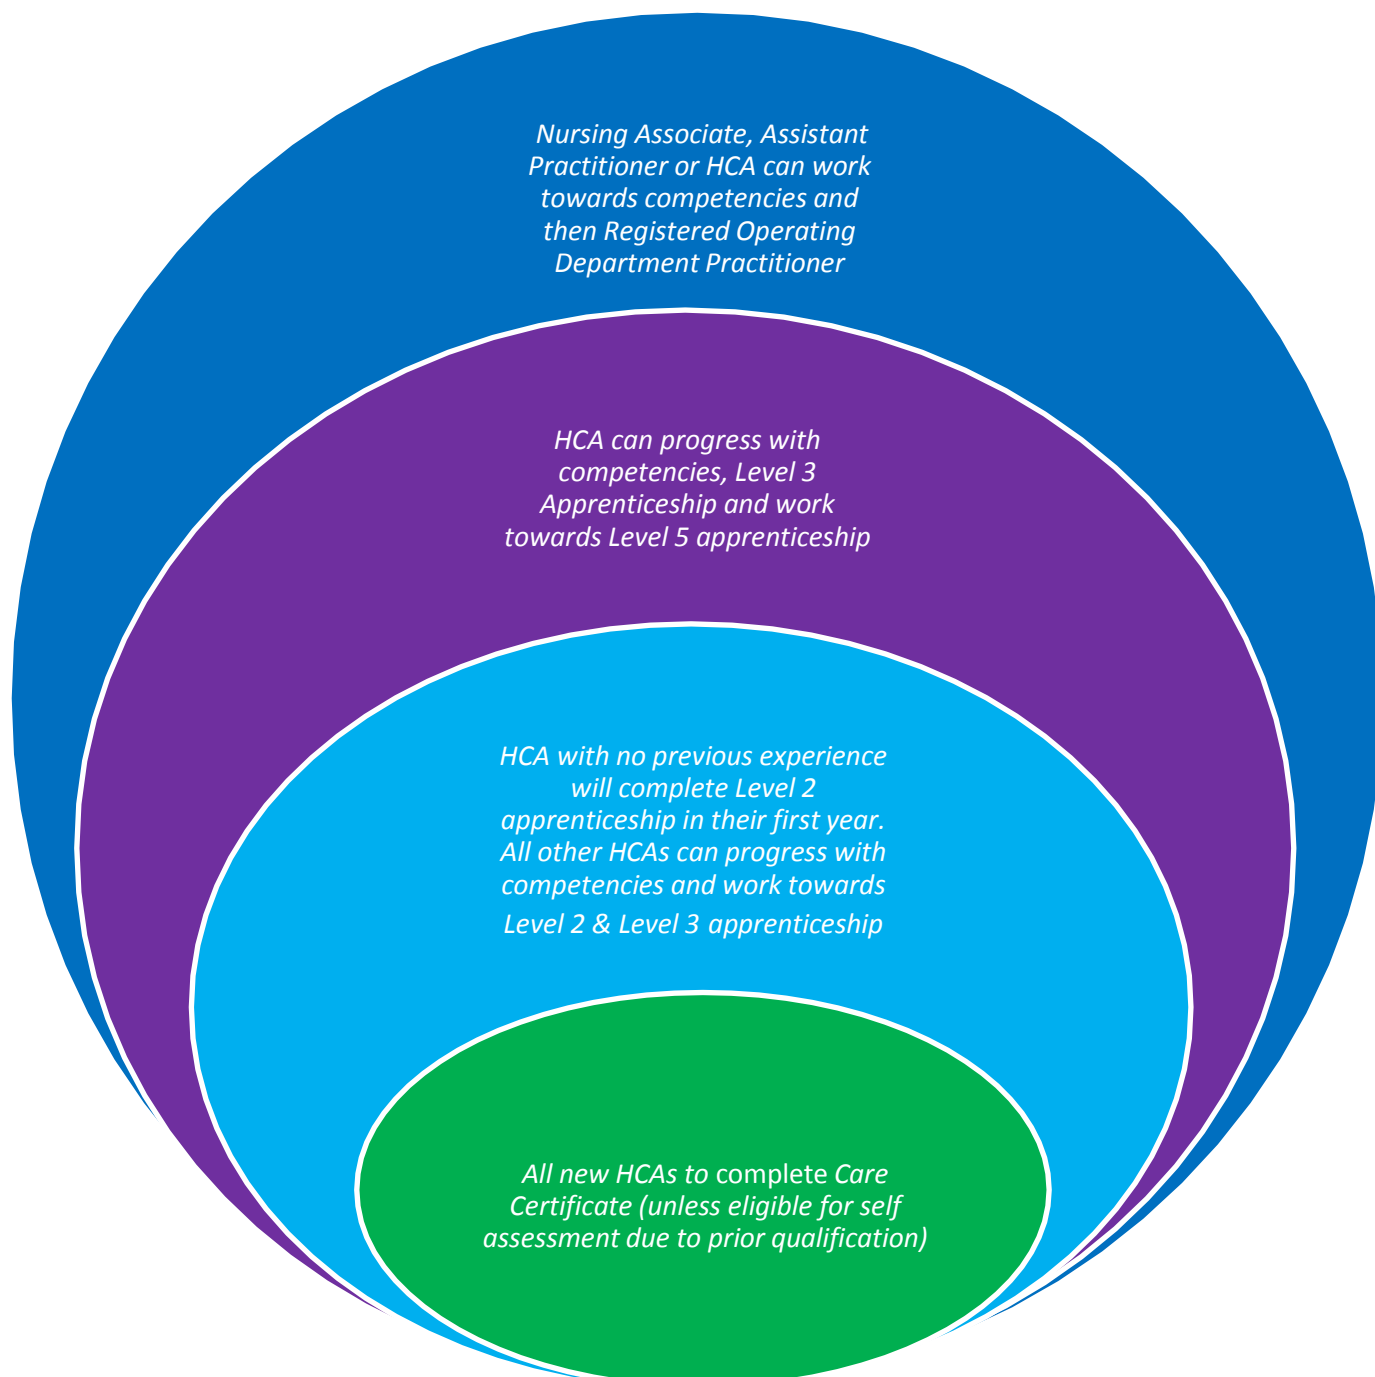 Nursing Associate, Assistant
Practitioner or HCA can work
towards competencies and
then Registered Operating
Department Practitioner
HCA can progress with
competencies, Level 3
Apprenticeship and work
towards Level 5 apprenticeship
HCA with no previous experience
will complete Level 2
apprenticeship in their first year.
All other HCAs can progress with
competencies and work towards
Level 2 & Level 3 apprenticeship
All new HCAs to complete Care
Certificate (unless eligible for self
assessment due to prior qualification)